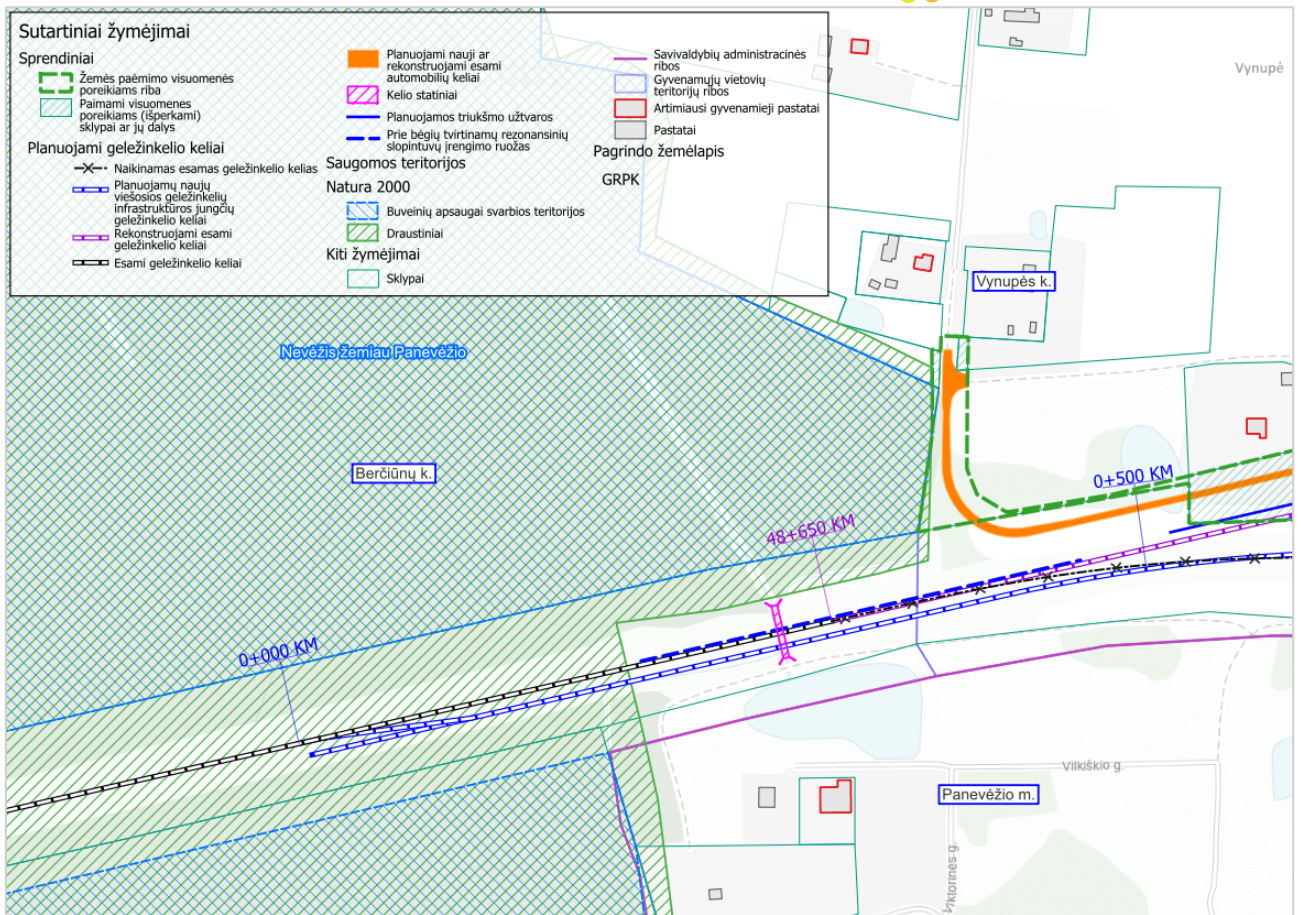 Sutartiniai žymėjimai
Sprendiniai
Žemės paėmimo visuomenės
poreikiams riba
Paimami visuomenes
poreikiams (išperkami)
sklypai ar jų dalys
Planuojami geležinkelio keliai
Naikinamas esamas geležinkelio kelias
Planuojamų naujų
viešosios geležinkelių
infrastruktūros jungčių
geležinkelio keliai
Rekonstruojami esami
geležinkelio keliai
Esami geležinkelio keliai
Planuojami nauji ar
rekonstruojami esami
automobilių keliai
Kelio statiniai
Planuojamos triukšmo užtvaros
Prie bėgių tvirtinamų rezonansinių
slopintuvų įrengimo ruožas
Saugomos teritorijos
Natura 2000
Buveinių apsaugai svarbios teritorijos
Draustiniai
Kiti žymėjimai
Sklypai
Savivaldybių administracinės
ribos
Gyvenamųjų vietovių
teritorijų ribos
Artimiausi gyvenamieji pastatai
Pastatai
Pagrindo žemėlapis
GRPK
Vynupė
Vynupės k.
Nevėžis žemiau Panevėžio
Berčiūnų k.
0+500 KM
48+650 KM
0+000 KM
Vilkiškio g.
Panevėžio m.
Viktorinės g.